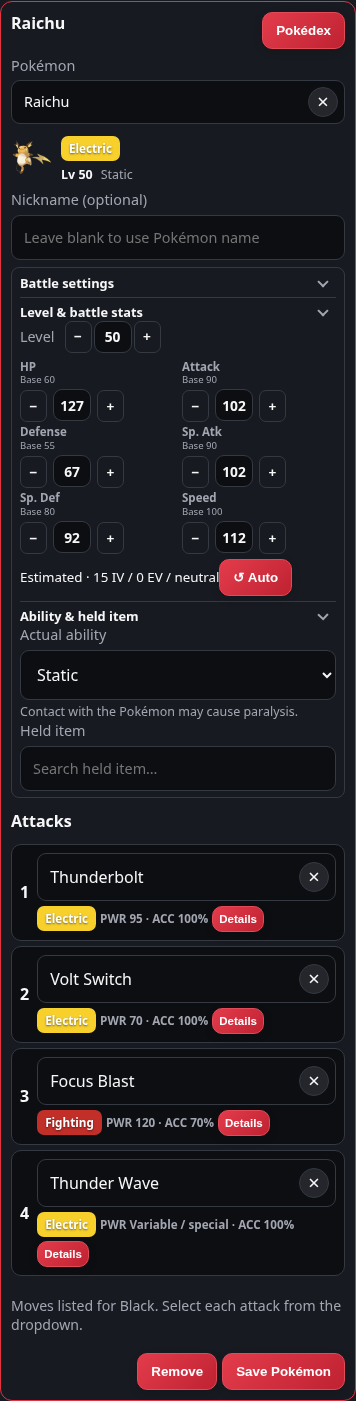 Raichu
Pokédex
Pokémon
Raichu ✕
Electric
Lv 50 Static
Nickname (optional)
Leave blank to use Pokémon name
Battle settings
Level & battle stats
Level − 50 +
HP Attack
Base 60 Base 90
− 127 + − 102 +
Defense Sp. Atk
Base 55 Base 90
− 67 + − 102 +
Sp. Def Speed
Base 80 Base 100
− 92 + − 112 +
Estimated · 15 IV / 0 EV / neutral ↺ Auto
Ability & held item
Actual ability
Static
Contact with the Pokémon may cause paralysis.
Held item
Search held item...
Attacks
1 Thunderbolt ✕
Electric PWR 95 · ACC 100% Details
2 Volt Switch ✕
Electric PWR 70 · ACC 100% Details
3 Focus Blast ✕
Fighting PWR 120 · ACC 70% Details
4 Thunder Wave ✕
Electric PWR Variable / special · ACC 100%
Details
Moves listed for Black. Select each attack from the
dropdown.
Remove Save Pokémon